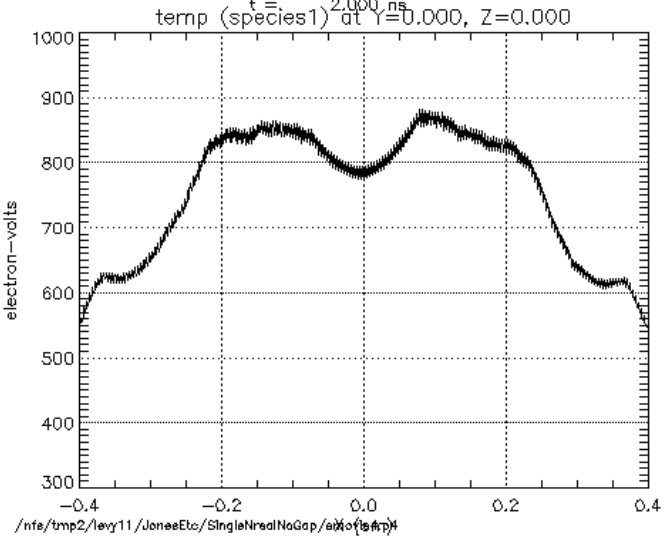 t = 2.000 ns
temp (species1) at Y=0.000, Z=0.000
1000
900
800
700
600
500
400
300
electron-volts
-0.4 -0.2 0.0 0.2 0.4
/nfs/tmp2/levy11/JonesEtc/SingleNrealNoGap/